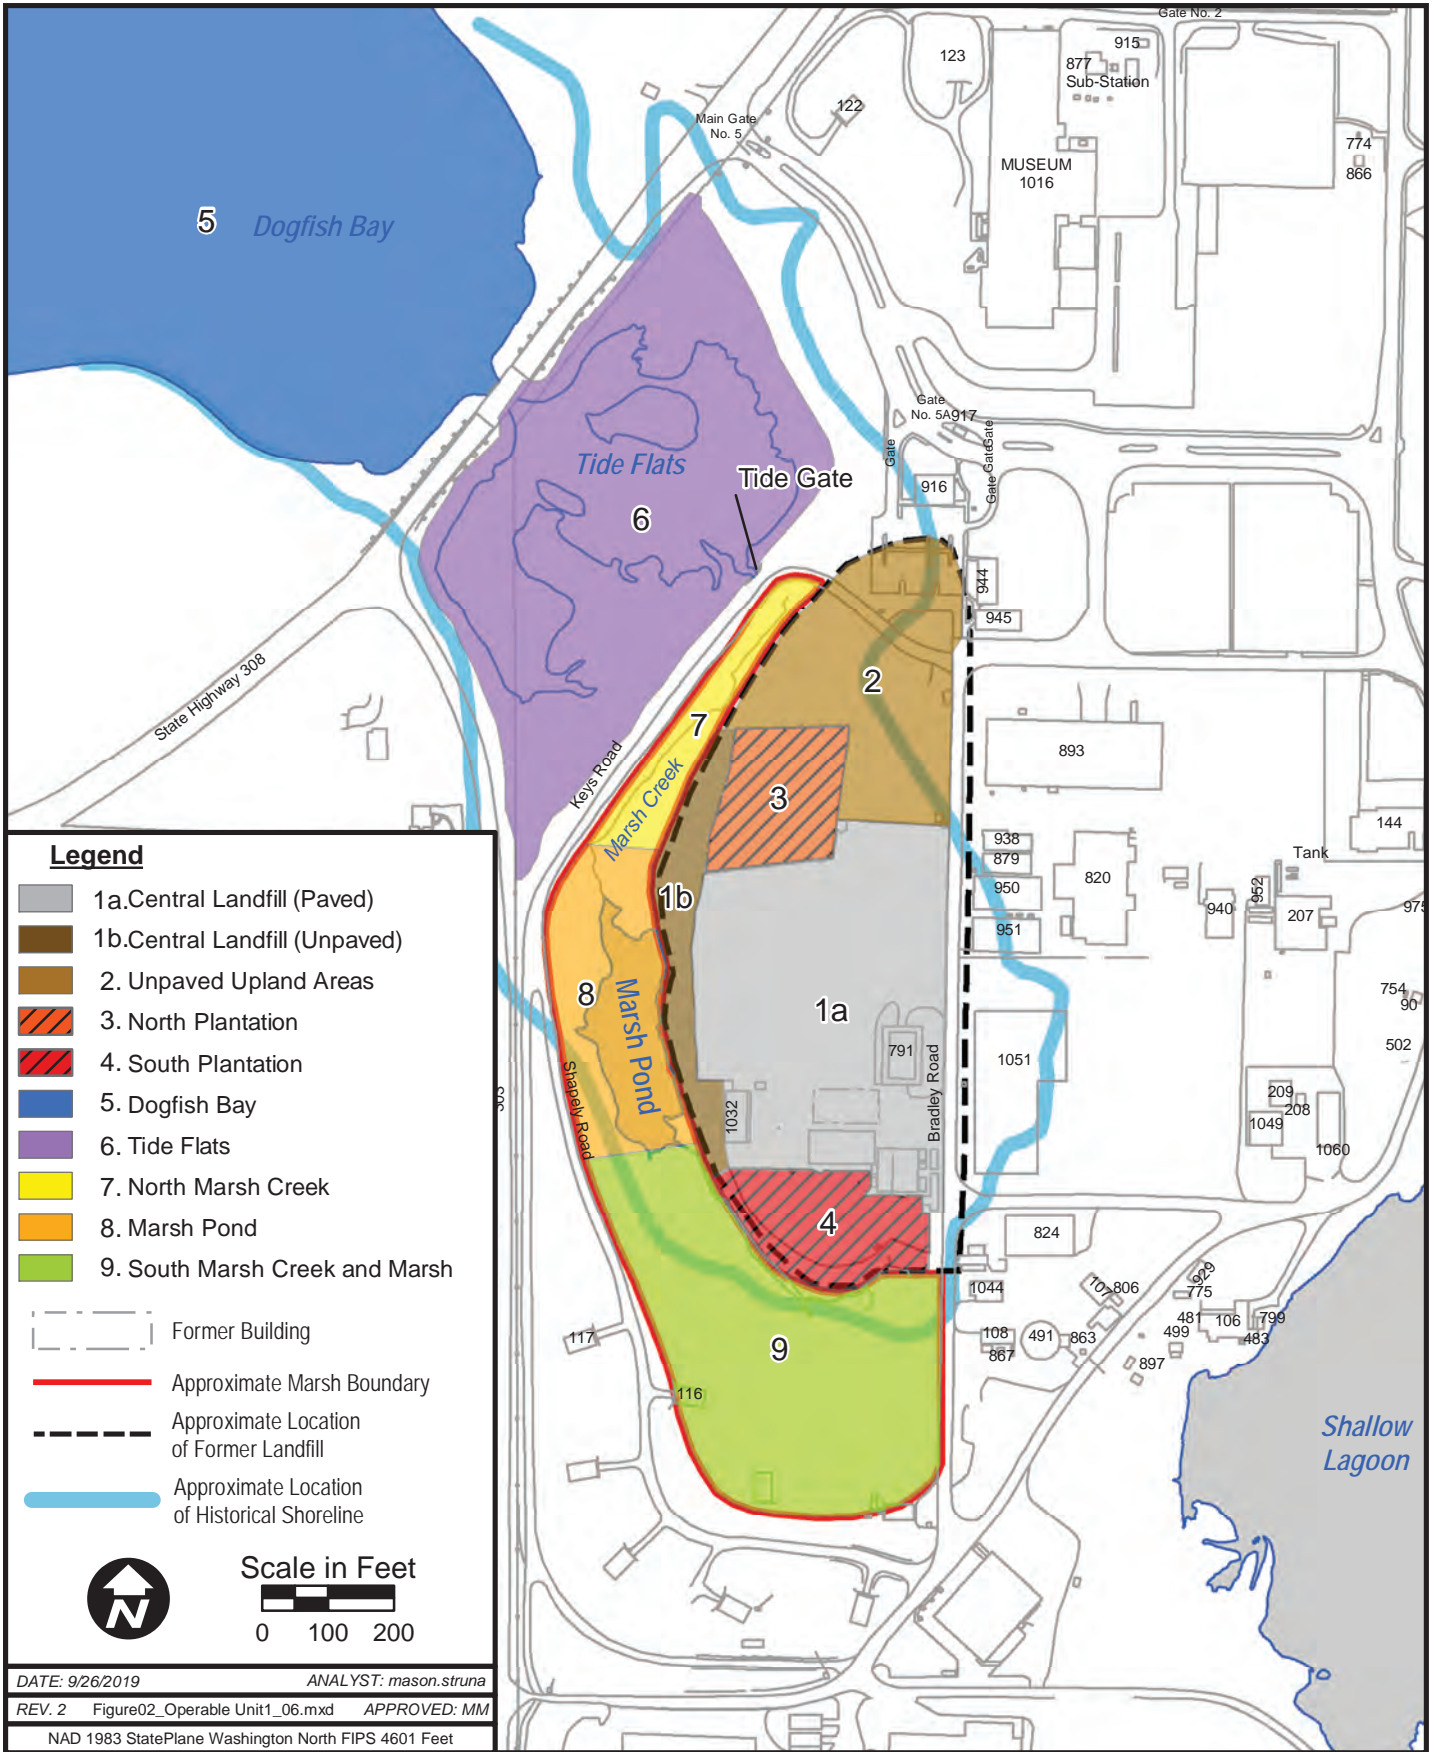 Gate No. 2
915
123
877
Sub-Station
122
Main Gate
No. 5
774
866
MUSEUM
1016
5
Dogfish Bay
Gate
No. 5A
917
Gate
Gate
Gate
Gate
Tide Flats
Tide Gate
916
6
944
945
2
State Highway 308
7
893
Keys Road
Marsh Creek
3
144
938
879
Tank
820
950
952
1b
940
207
975
951
8
Marsh Pond
1a
754
90
791
1051
502
Bradley Road
Shapely Road
303
209
208
1032
1049
1060
4
824
929
1044
107
806
775
481
106
799
117
108
491
863
499
483
9
867
897
116
Shallow
Lagoon
Legend
1a. Central Landfill (Paved)
1b. Central Landfill (Unpaved)
2. Unpaved Upland Areas
3. North Plantation
4. South Plantation
5. Dogfish Bay
6. Tide Flats
7. North Marsh Creek
8. Marsh Pond
9. South Marsh Creek and Marsh
Former Building
Approximate Marsh Boundary
Approximate Location
of Former Landfill
Approximate Location
of Historical Shoreline
N
Scale in Feet
0 100 200
DATE: 9/26/2019 ANALYST: mason.struna
REV. 2 Figure02_Operable Unit1_06.mxd APPROVED: MM
NAD 1983 StatePlane Washington North FIPS 4601 Feet